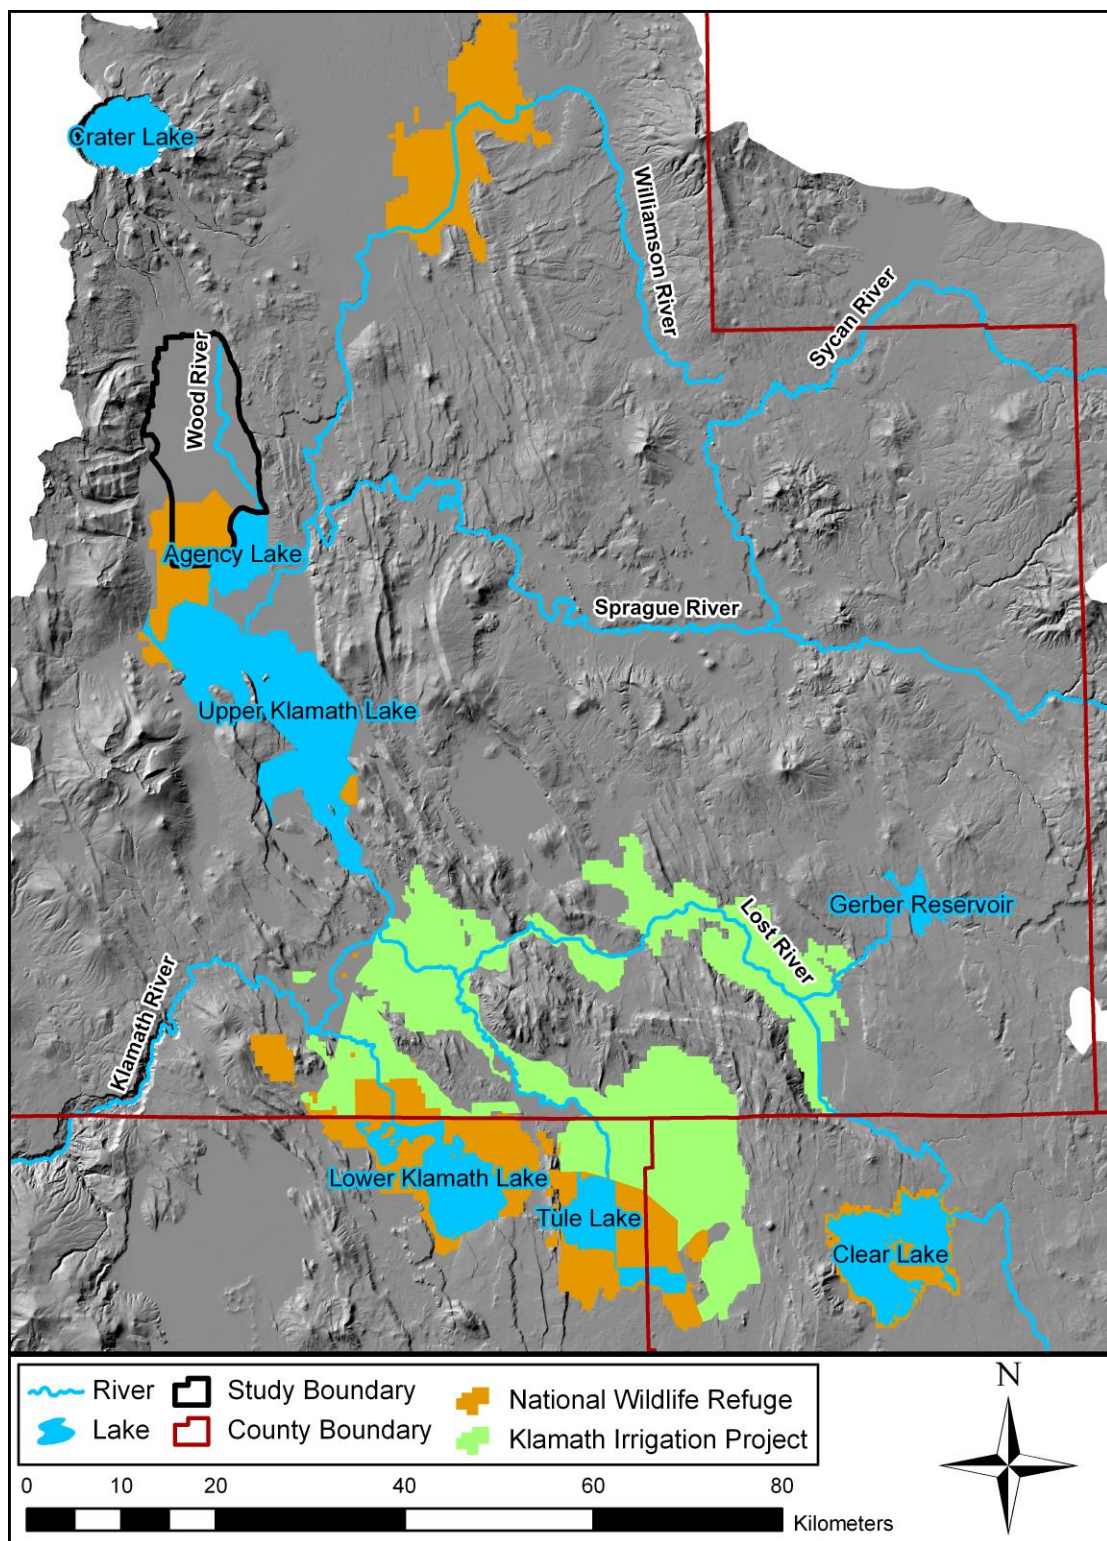 Crater Lake
Williamson River
Sycan River
Wood River
Agency Lake
Sprague River
Upper Klamath Lake
Gerber Reservoir
Lost River
Klamath River
Lower Klamath Lake
Tule Lake
Clear Lake
River
Study Boundary
National Wildlife Refuge
Lake
County Boundary
Klamath Irrigation Project
N
0 10 20 40 60 80
Kilometers